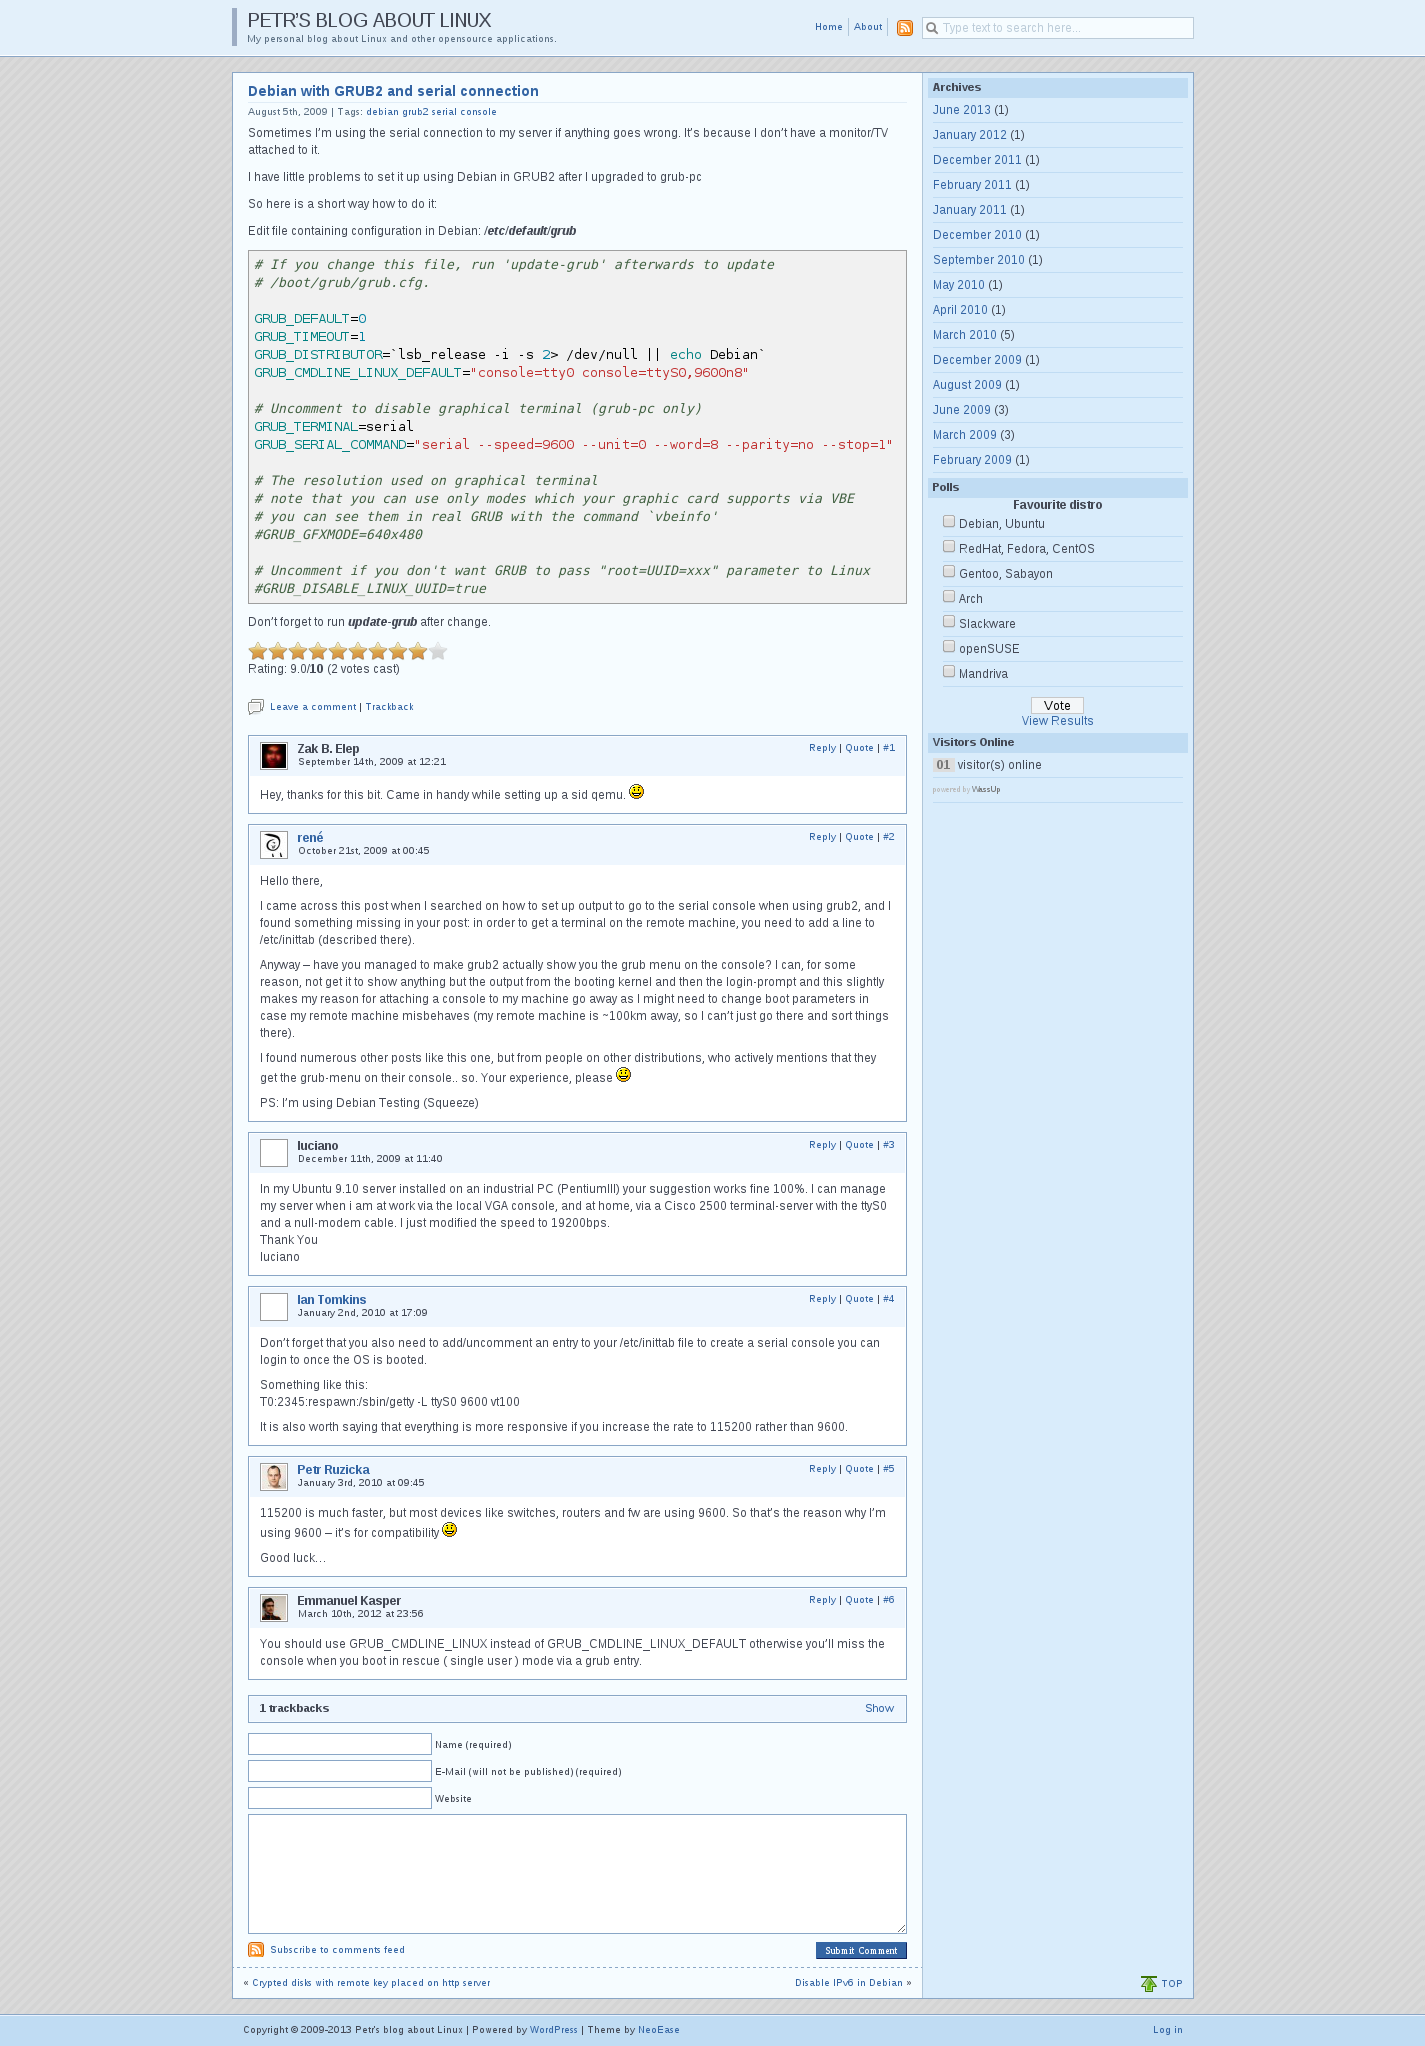 PETR'S BLOG ABOUT LINUX
My personal blog about Linux and other opensource applications.
Home
About
Type text to search here...
Debian with GRUB2 and serial connection
August 5th, 2009 | Tags: debian grub2 serial console
Sometimes I'm using the serial connection to my server if anything goes wrong. It's because I don't have a monitor/TV
attached to it.
I have little problems to set it up using Debian in GRUB2 after I upgraded to grub-pc
So here is a short way how to do it:
Edit file containing configuration in Debian: /etc/default/grub
# If you change this file, run 'update-grub' afterwards to update
# /boot/grub/grub.cfg.
GRUB_DEFAULT=0
GRUB_TIMEOUT=1
GRUB_DISTRIBUTOR=`lsb_release -i -s 2> /dev/null || echo Debian`
GRUB_CMDLINE_LINUX_DEFAULT="console=tty0 console=ttyS0,9600n8"
# Uncomment to disable graphical terminal (grub-pc only)
GRUB_TERMINAL=serial
GRUB_SERIAL_COMMAND="serial --speed=9600 --unit=0 --word=8 --parity=no --stop=1"
# The resolution used on graphical terminal
# note that you can use only modes which your graphic card supports via VBE
# you can see them in real GRUB with the command `vbeinfo'
#GRUB_GFXMODE=640x480
# Uncomment if you don't want GRUB to pass "root=UUID=xxx" parameter to Linux
#GRUB_DISABLE_LINUX_UUID=true
Don't forget to run update-grub after change.
Rating: 9.0/10 (2 votes cast)
Leave a comment | Trackback
Zak B. Elep
Reply | Quote | #1
September 14th, 2009 at 12:21
Hey, thanks for this bit. Came in handy while setting up a sid qemu.
rené
Reply | Quote | #2
October 21st, 2009 at 00:45
Hello there,
I came across this post when I searched on how to set up output to go to the serial console when using grub2, and I
found something missing in your post: in order to get a terminal on the remote machine, you need to add a line to
/etc/inittab (described there).
Anyway – have you managed to make grub2 actually show you the grub menu on the console? I can, for some
reason, not get it to show anything but the output from the booting kernel and then the login-prompt and this slightly
makes my reason for attaching a console to my machine go away as I might need to change boot parameters in
case my remote machine misbehaves (my remote machine is ~100km away, so I can't just go there and sort things
there).
I found numerous other posts like this one, but from people on other distributions, who actively mentions that they
get the grub-menu on their console.. so. Your experience, please
PS: I'm using Debian Testing (Squeeze)
luciano
Reply | Quote | #3
December 11th, 2009 at 11:40
In my Ubuntu 9.10 server installed on an industrial PC (PentiumIII) your suggestion works fine 100%. I can manage
my server when i am at work via the local VGA console, and at home, via a Cisco 2500 terminal-server with the ttyS0
and a null-modem cable. I just modified the speed to 19200bps.
Thank You
luciano
Ian Tomkins
Reply | Quote | #4
January 2nd, 2010 at 17:09
Don't forget that you also need to add/uncomment an entry to your /etc/inittab file to create a serial console you can
login to once the OS is booted.
Something like this:
T0:2345:respawn:/sbin/getty -L ttyS0 9600 vt100
It is also worth saying that everything is more responsive if you increase the rate to 115200 rather than 9600.
Petr Ruzicka
Reply | Quote | #5
January 3rd, 2010 at 09:45
115200 is much faster, but most devices like switches, routers and fw are using 9600. So that's the reason why I'm
using 9600 – it's for compatibility
Good luck…
Emmanuel Kasper
Reply | Quote | #6
March 10th, 2012 at 23:56
You should use GRUB_CMDLINE_LINUX instead of GRUB_CMDLINE_LINUX_DEFAULT otherwise you'll miss the
console when you boot in rescue ( single user ) mode via a grub entry.
1 trackbacks
Show
Name (required)
E-Mail (will not be published) (required)
Website
Subscribe to comments feed
Submit Comment
« Crypted disks with remote key placed on http server
Disable IPv6 in Debian »
Archives
June 2013 (1)
January 2012 (1)
December 2011 (1)
February 2011 (1)
January 2011 (1)
December 2010 (1)
September 2010 (1)
May 2010 (1)
April 2010 (1)
March 2010 (5)
December 2009 (1)
August 2009 (1)
June 2009 (3)
March 2009 (3)
February 2009 (1)
Polls
Favourite distro
Debian, Ubuntu
RedHat, Fedora, CentOS
Gentoo, Sabayon
Arch
Slackware
openSUSE
Mandriva
Vote
View Results
Visitors Online
01 visitor(s) online
powered by WassUp
TOP
Copyright © 2009-2013 Petr's blog about Linux | Powered by WordPress | Theme by NeoEase
Log in